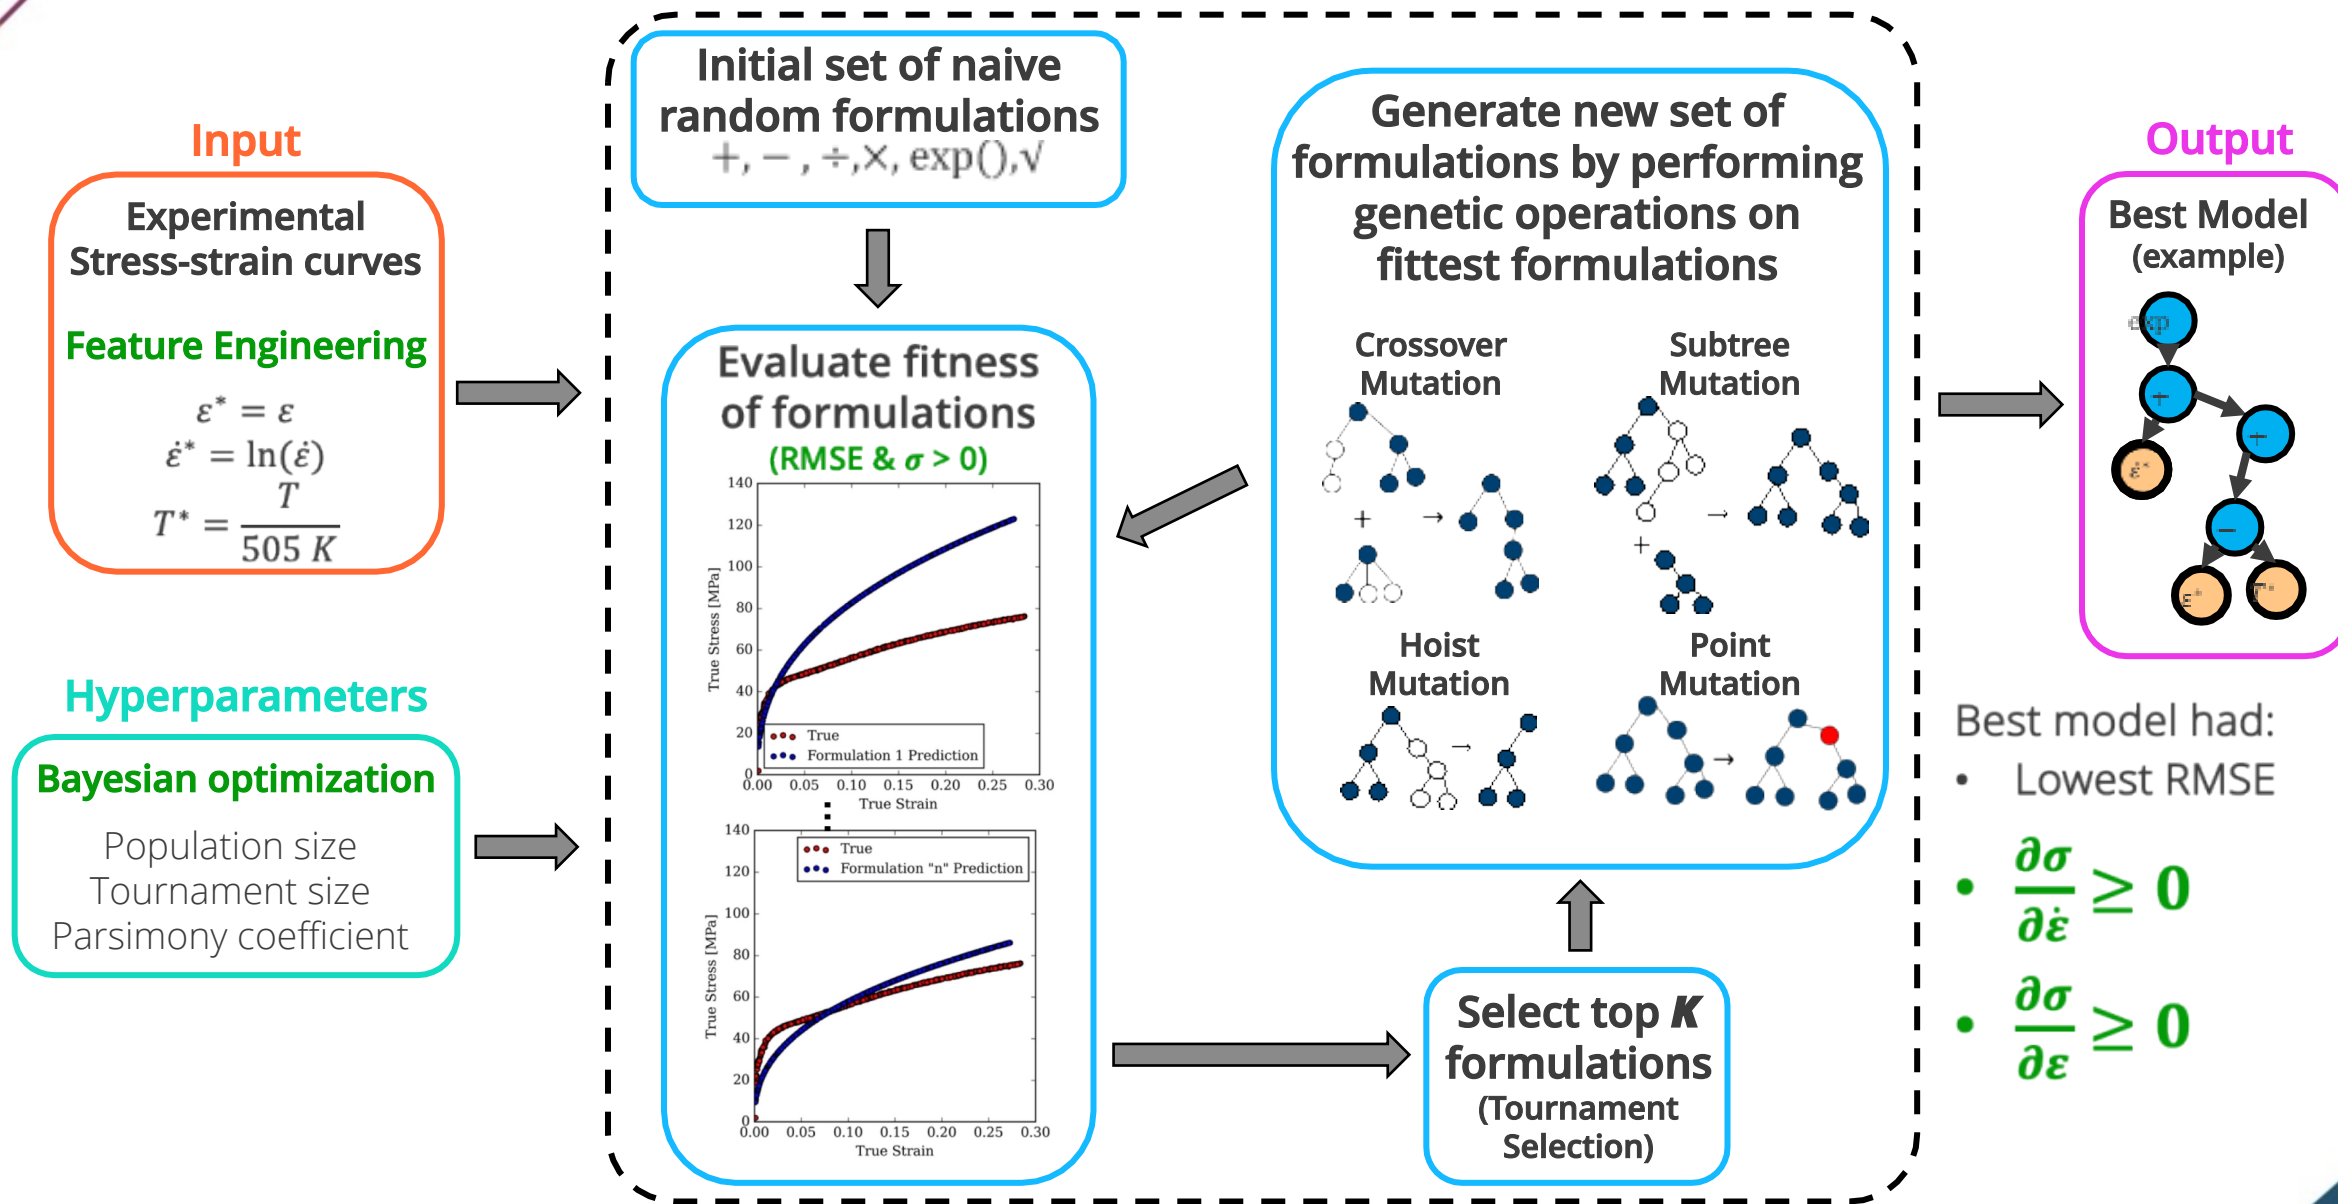 Input
Experimental
Stress-strain curves
Feature Engineering
ε* = ε
ε̇* = ln(ε̇)
T* = T / 505 K
Hyperparameters
Bayesian optimization
Population size
Tournament size
Parsimony coefficient
Initial set of naive
random formulations
+, − , ÷,×, exp(),√
Evaluate fitness
of formulations
(RMSE & σ > 0)
140
120
100
80
60
40
20
0
True Stress [MPa]
True
Formulation 1 Prediction
0.00 0.05 0.10 0.15 0.20 0.25 0.30
True Strain
140
120
100
80
60
40
20
0
True Stress [MPa]
True
Formulation "n" Prediction
0.00 0.05 0.10 0.15 0.20 0.25 0.30
True Strain
Generate new set of
formulations by performing
genetic operations on
fittest formulations
Crossover
Mutation
+ →
Subtree
Mutation
→
+
Hoist
Mutation
→
Point
Mutation
→
Select top K
formulations
(Tournament
Selection)
Output
Best Model
(example)
exp
+
+
ε̇*
−
ε*
T*
Best model had:
• Lowest RMSE
• ∂σ/∂ε̇ ≥ 0
• ∂σ/∂ε ≥ 0